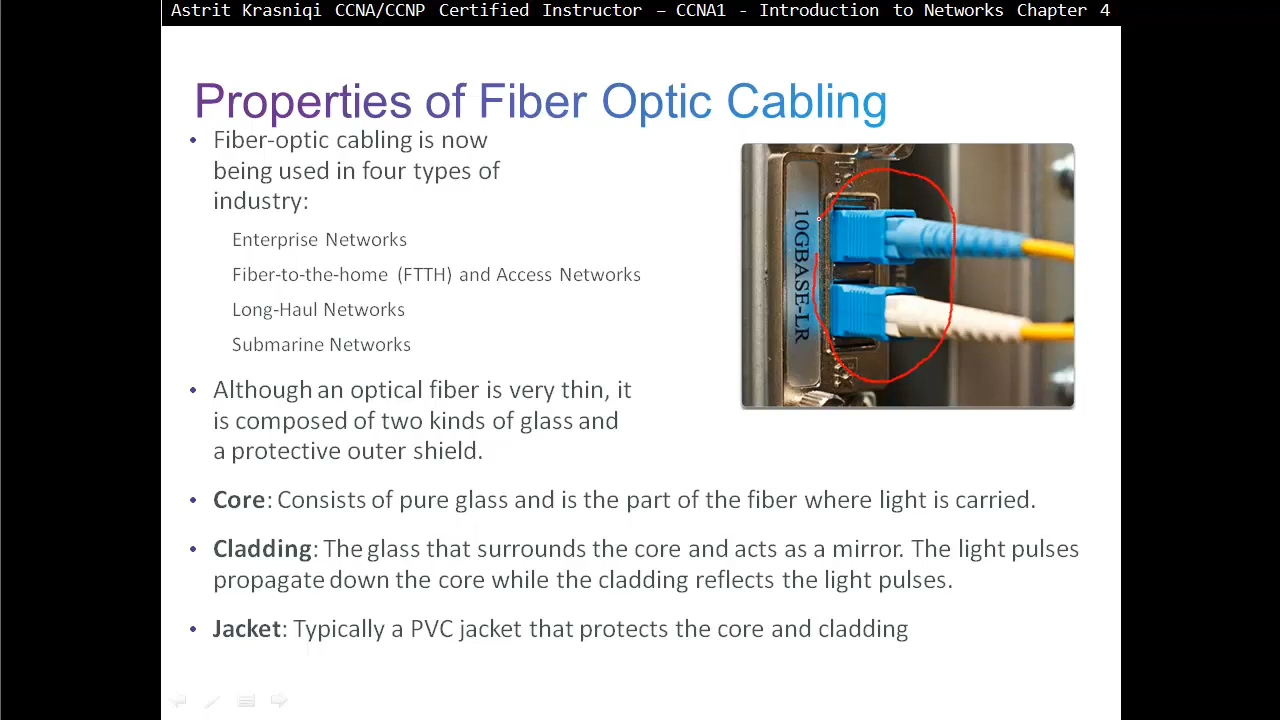 Astrit Krasniqi CCNA/CCNP Certified Instructor – CCNA1 - Introduction to Networks Chapter 4
Properties of Fiber Optic Cabling
• Fiber-optic cabling is now
being used in four types of
industry:
Enterprise Networks
Fiber-to-the-home (FTTH) and Access Networks
Long-Haul Networks
Submarine Networks
• Although an optical fiber is very thin, it
is composed of two kinds of glass and
a protective outer shield.
• Core: Consists of pure glass and is the part of the fiber where light is carried.
• Cladding: The glass that surrounds the core and acts as a mirror. The light pulses
propagate down the core while the cladding reflects the light pulses.
• Jacket: Typically a PVC jacket that protects the core and cladding
10GBASE-LR